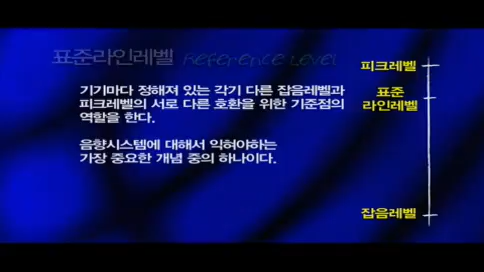 표준라인레벨 Reference Level
피크레벨
기기마다 정해져 있는 각기 다른 잡음레벨과
피크레벨의 서로 다른 호환을 위한 기준점의
역할을 한다.
표준
라인레벨
음향시스템에 대해서 익혀야하는
가장 중요한 개념 중의 하나이다.
잡음레벨